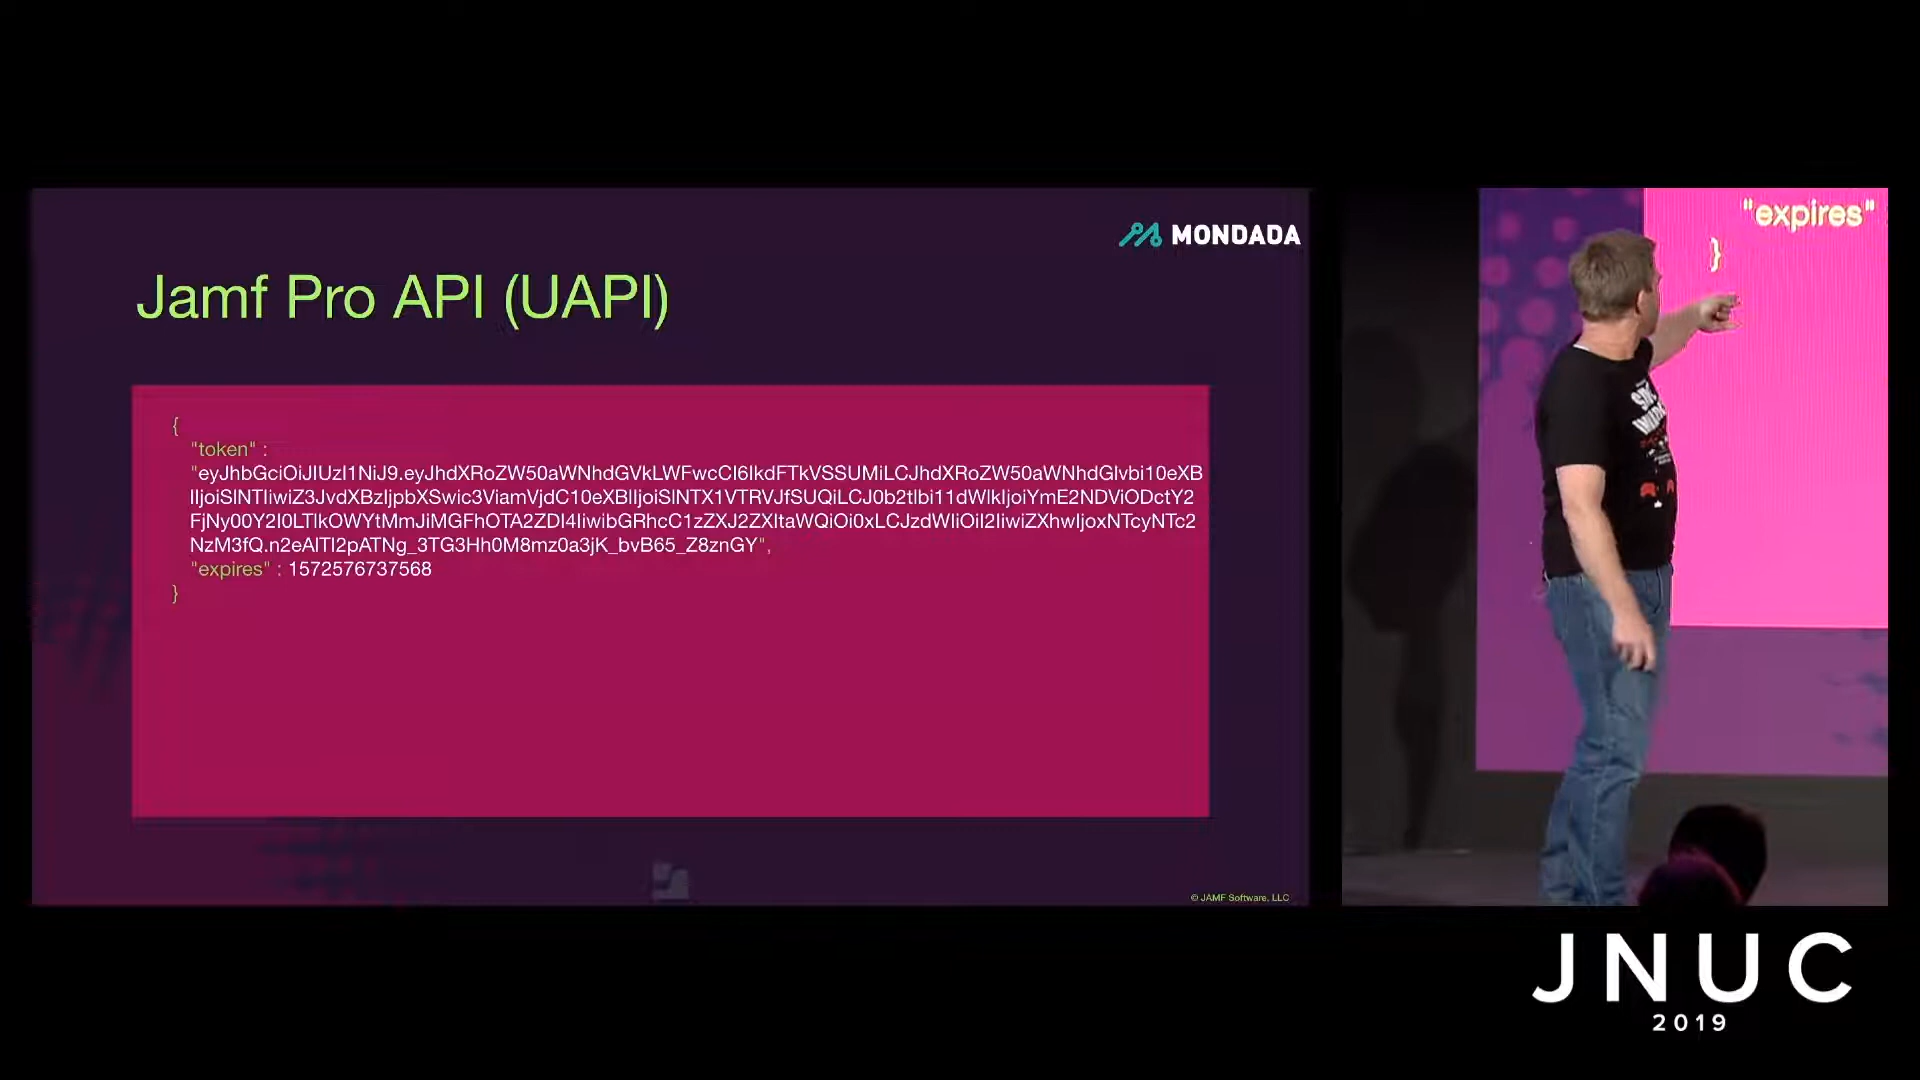 MONDADA
Jamf Pro API (UAPI)
{
"token" :
"eyJhbGciOiJIUzI1NiJ9.eyJhdXRoZW50aWNhdGVkLWFwcCI6IkdFTkVSSUMiLCJhdXRoZW50aWNhdGlvbi10eXB
lIjoiSlNTIiwiZ3JvdXBzIjpbXSwic3ViamVjdC10eXBlIjoiSlNTX1VTRVJfSUQiLCJ0b2tlbi11dWlkIjoiYmE2NDViODctY2
FjNy00Y2I0LTlkOWYtMmJiMGFhOTA2ZDI4IiwibGRhcC1zZXJ2ZXItaWQiOi0xLCJzdWIiOiI2IiwiZXhwIjoxNTcyNTc2
NzM3fQ.n2eAlTl2pATNg_3TG3Hh0M8mz0a3jK_bvB65_Z8znGY",
"expires" : 1572576737568
}
© JAMF Software, LLC
"expires"
}
JNUC
2019